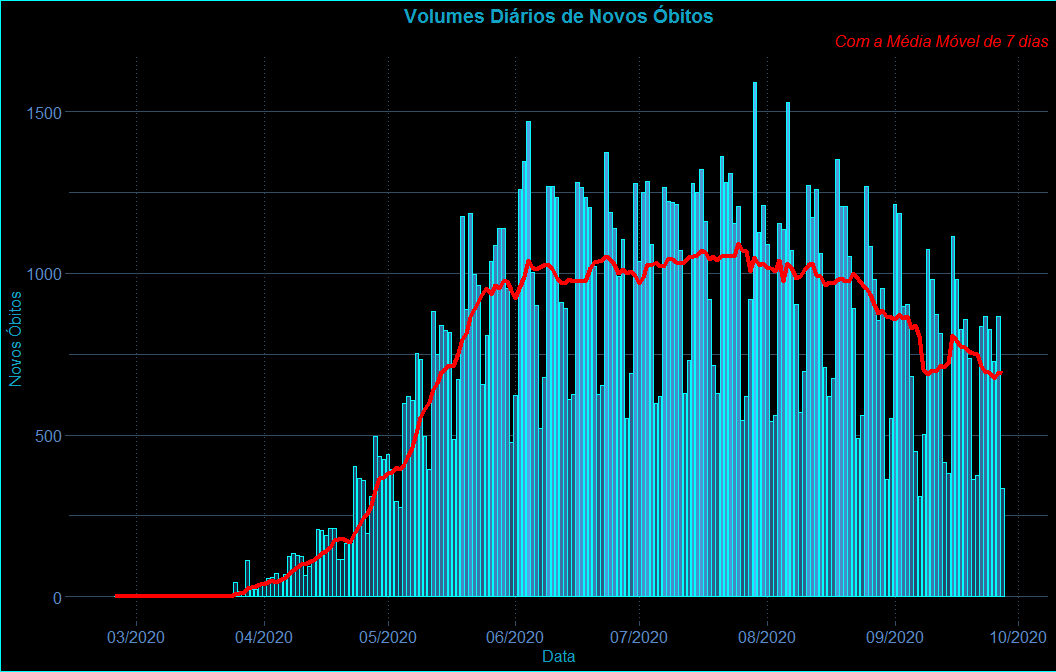 Volumes Diários de Novos Óbitos
Com a Média Móvel de 7 dias
Novos Óbitos
1500
1000
500
0
03/2020 04/2020 05/2020 06/2020 07/2020 08/2020 09/2020 10/2020
Data